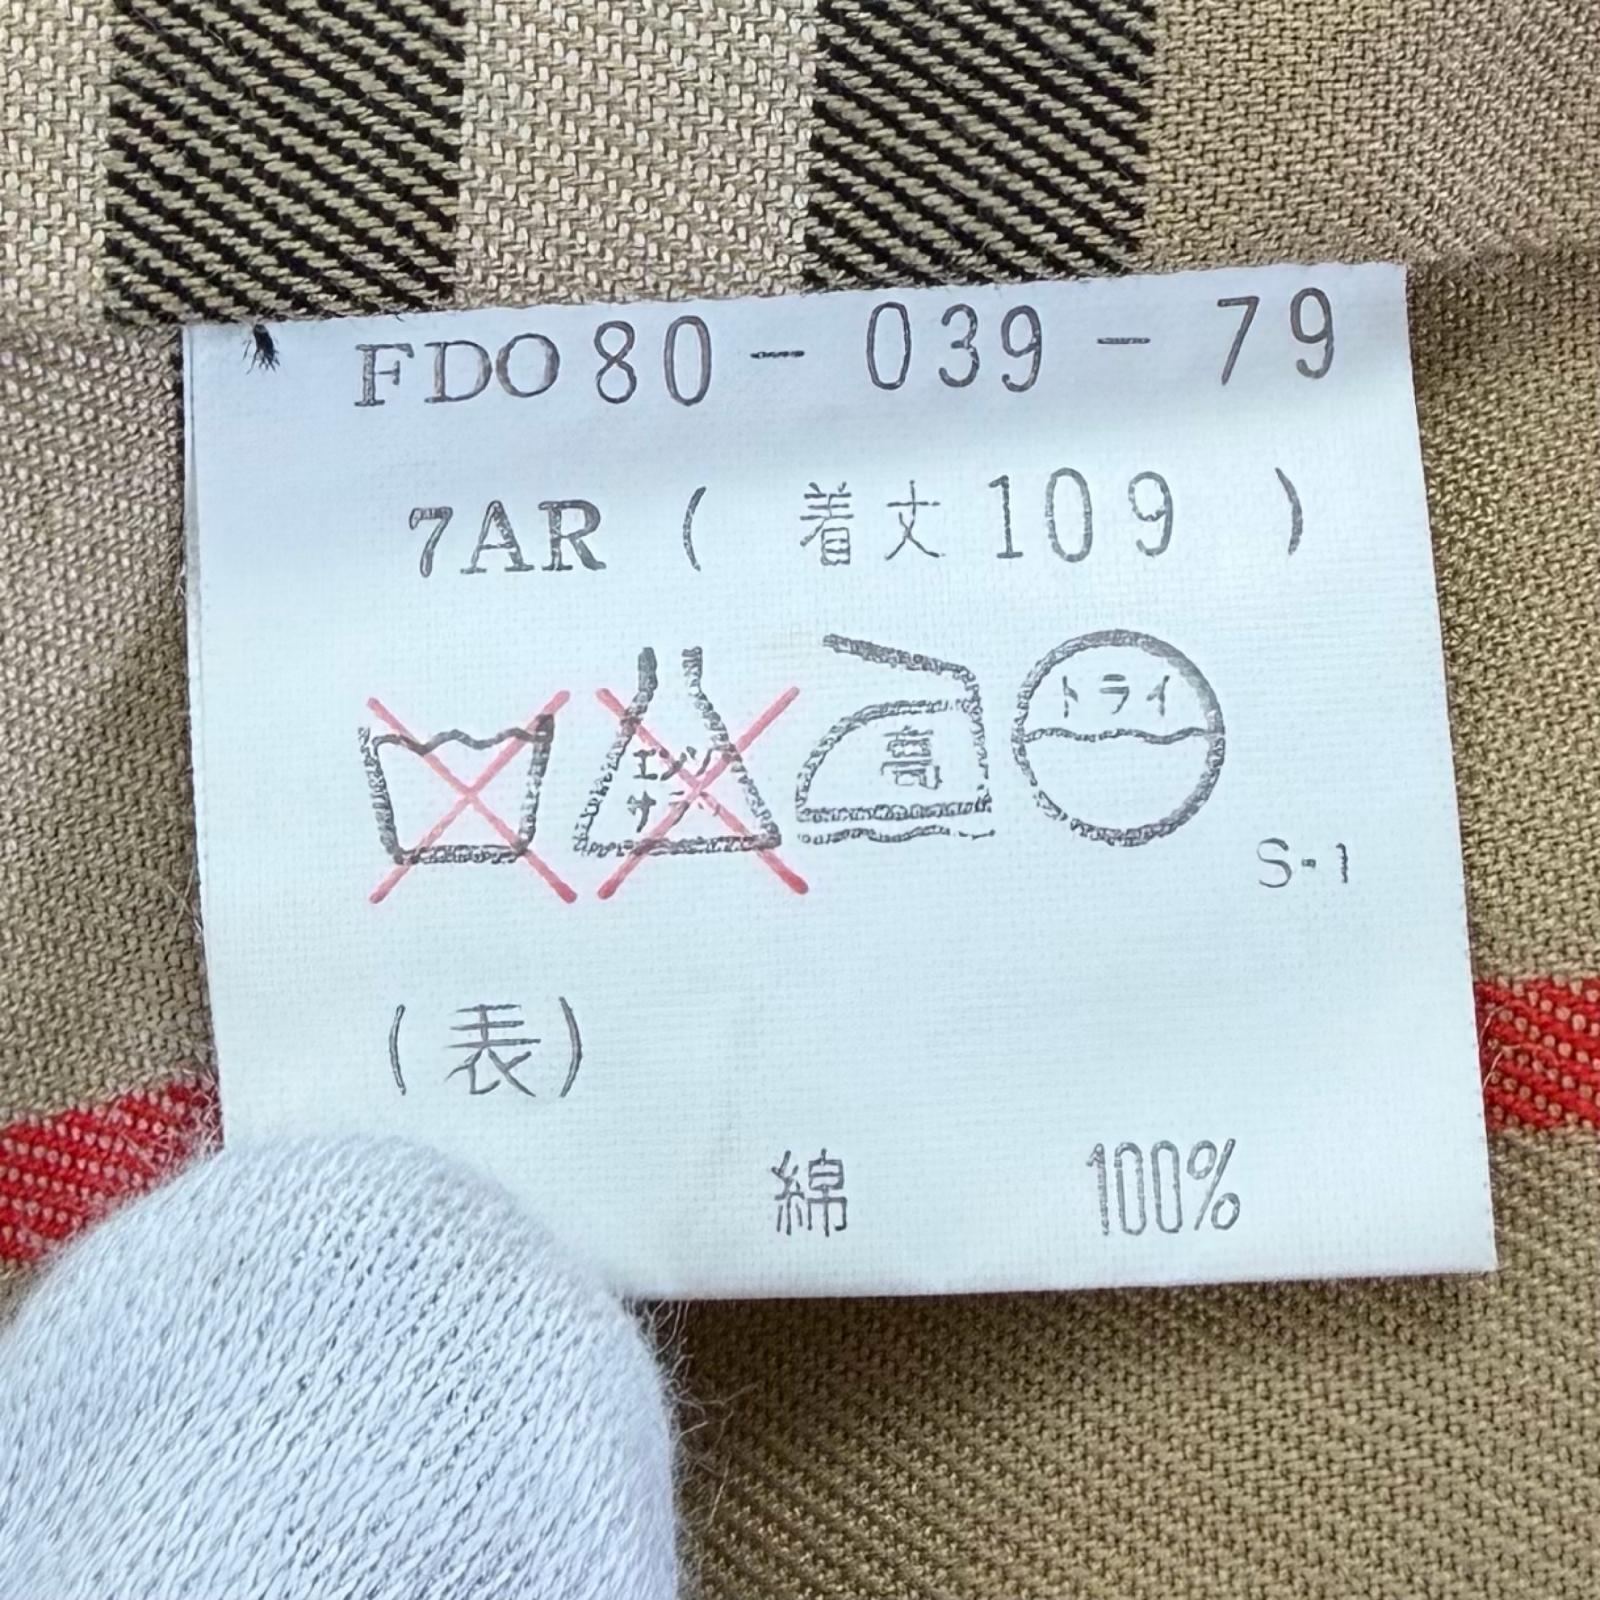 FDO80-039-79
7AR ( 着丈109 )
エンソ
サラシ
高
ドライ
S-1
(表)
綿 100%